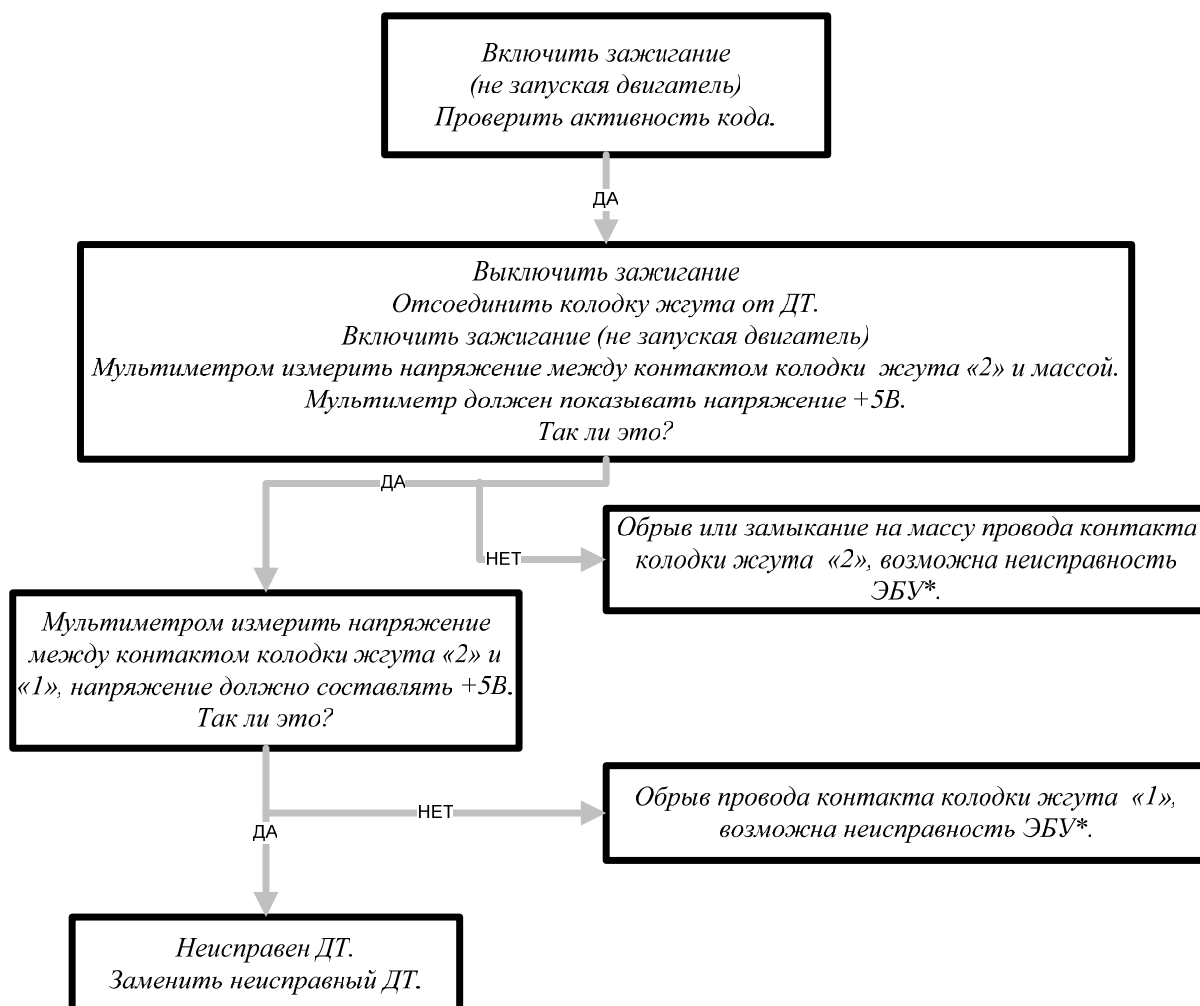 Включить зажигание
(не запуская двигатель)
Проверить активность кода.
ДА
Выключить зажигание
Отсоединить колодку жгута от ДТ.
Включить зажигание (не запуская двигатель)
Мультиметром измерить напряжение между контактом колодки жгута «2» и массой.
Мультиметр должен показывать напряжение +5В.
Так ли это?
ДА
НЕТ
Обрыв или замыкание на массу провода контакта
колодки жгута «2», возможна неисправность
ЭБУ*.
Мультиметром измерить напряжение
между контактом колодки жгута «2» и
«1», напряжение должно составлять +5В.
Так ли это?
НЕТ
Обрыв провода контакта колодки жгута «1»,
возможна неисправность ЭБУ*.
ДА
Неисправен ДТ.
Заменить неисправный ДТ.